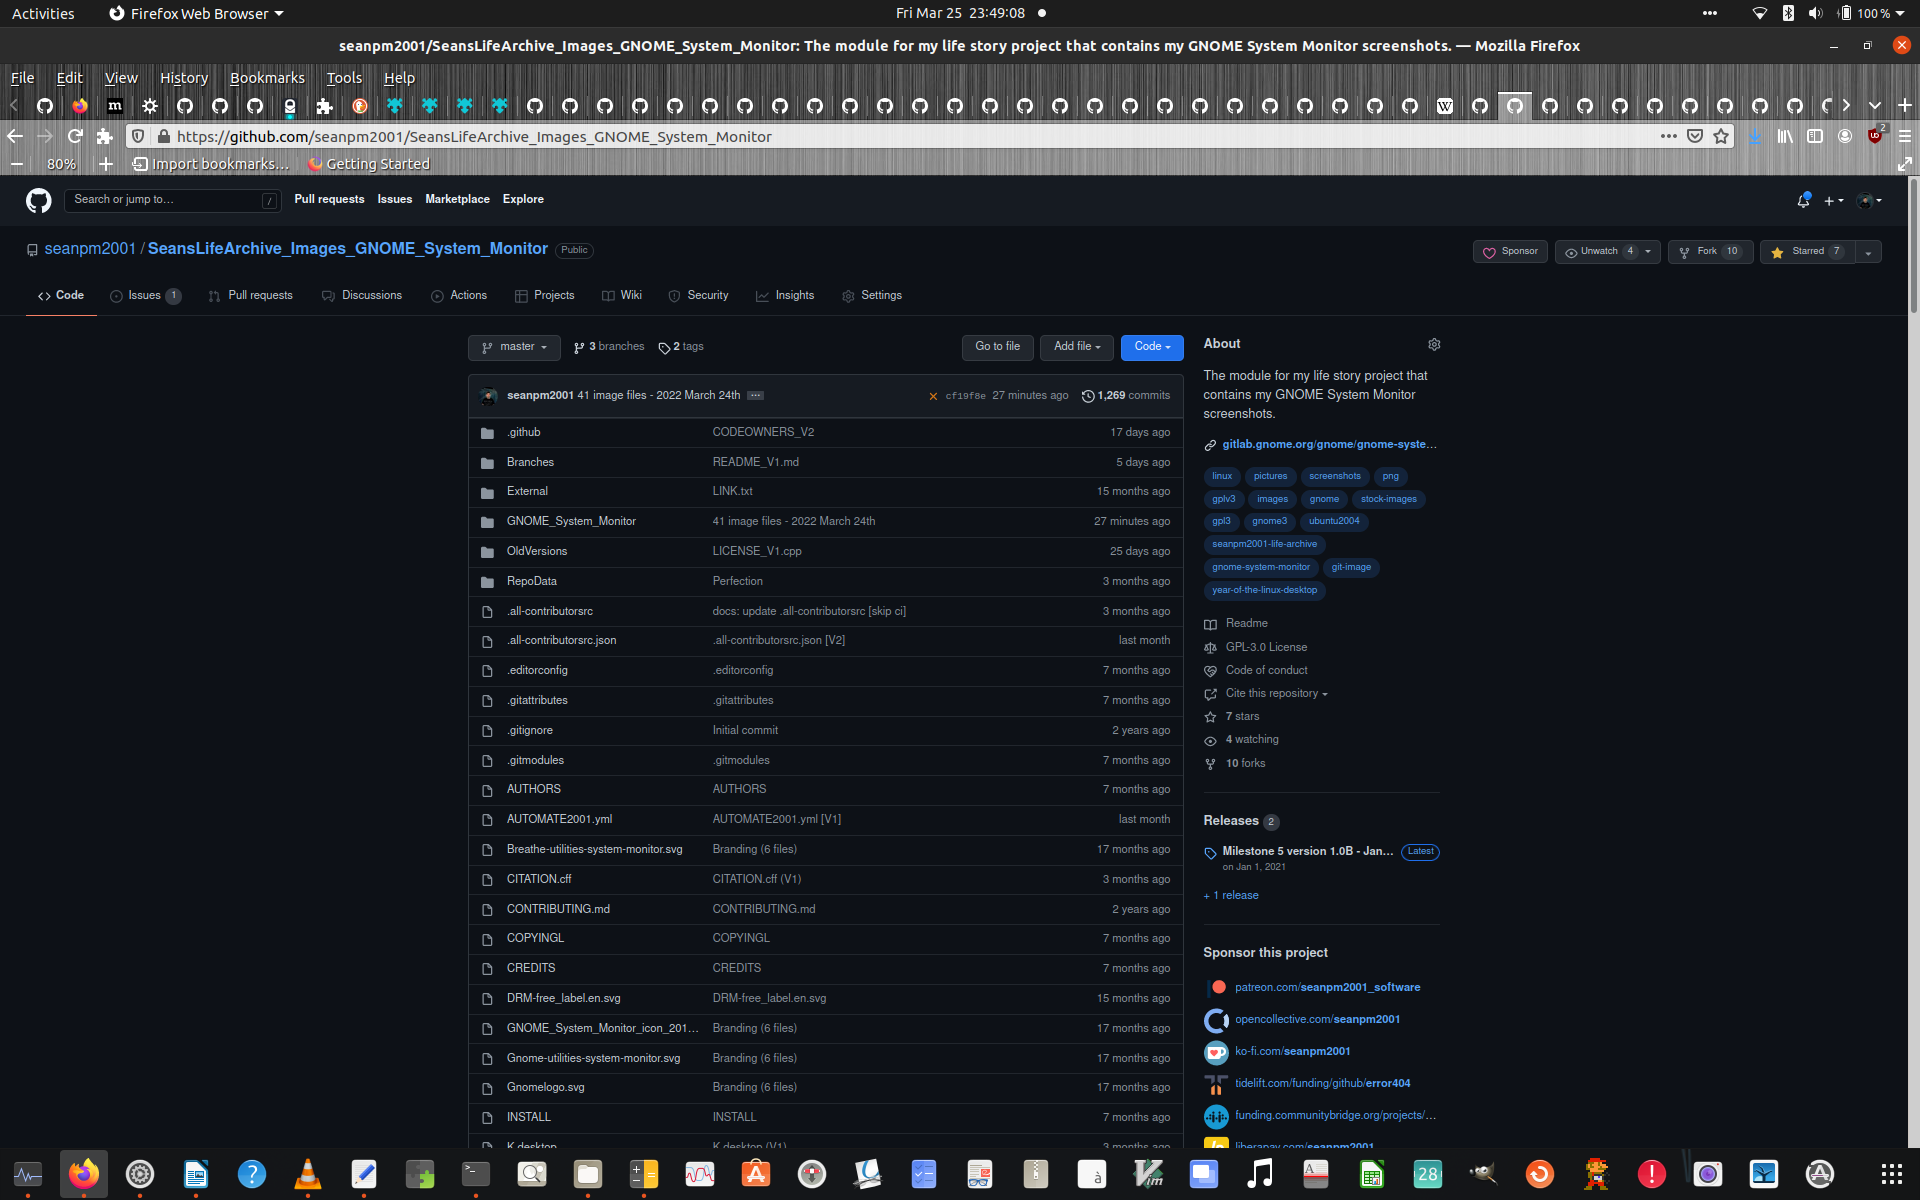 Activities
Firefox Web Browser
Fri Mar 25 23:49:08
100 %
seanpm2001/SeansLifeArchive_Images_GNOME_System_Monitor: The module for my life story project that contains my GNOME System Monitor screenshots. — Mozilla Firefox
File Edit View History Bookmarks Tools Help
https://github.com/seanpm2001/SeansLifeArchive_Images_GNOME_System_Monitor
2
80%
Import bookmarks…
Getting Started
Search or jump to…
/
Pull requests
Issues
Marketplace
Explore
seanpm2001 / SeansLifeArchive_Images_GNOME_System_Monitor
Public
Sponsor
Unwatch 4
Fork 10
Starred 7
Code
Issues 1
Pull requests
Discussions
Actions
Projects
Wiki
Security
Insights
Settings
master
3 branches
2 tags
Go to file
Add file
Code
seanpm2001 41 image files - 2022 March 24th
cf19f8e 27 minutes ago
1,269 commits
.github CODEOWNERS_V2 17 days ago
Branches README_V1.md 5 days ago
External LINK.txt 15 months ago
GNOME_System_Monitor 41 image files - 2022 March 24th 27 minutes ago
OldVersions LICENSE_V1.cpp 25 days ago
RepoData Perfection 3 months ago
.all-contributorsrc docs: update .all-contributorsrc [skip ci] 3 months ago
.all-contributorsrc.json .all-contributorsrc.json [V2] last month
.editorconfig .editorconfig 7 months ago
.gitattributes .gitattributes 7 months ago
.gitignore Initial commit 2 years ago
.gitmodules .gitmodules 7 months ago
AUTHORS AUTHORS 7 months ago
AUTOMATE2001.yml AUTOMATE2001.yml [V1] last month
Breathe-utilities-system-monitor.svg Branding (6 files) 17 months ago
CITATION.cff CITATION.cff (V1) 3 months ago
CONTRIBUTING.md CONTRIBUTING.md 2 years ago
COPYINGL COPYINGL 7 months ago
CREDITS CREDITS 7 months ago
DRM-free_label.en.svg DRM-free_label.en.svg 15 months ago
GNOME_System_Monitor_icon_201… Branding (6 files) 17 months ago
Gnome-utilities-system-monitor.svg Branding (6 files) 17 months ago
Gnomelogo.svg Branding (6 files) 17 months ago
INSTALL INSTALL 7 months ago
K.desktop K.desktop (V1) 3 months ago
About
The module for my life story project that
contains my GNOME System Monitor
screenshots.
gitlab.gnome.org/gnome/gnome-syste…
linux pictures screenshots png
gplv3 images gnome stock-images
gpl3 gnome3 ubuntu2004
seanpm2001-life-archive
gnome-system-monitor git-image
year-of-the-linux-desktop
Readme
GPL-3.0 License
Code of conduct
Cite this repository
7 stars
4 watching
10 forks
Releases 2
Milestone 5 version 1.0B - Jan… Latest
on Jan 1, 2021
+ 1 release
Sponsor this project
patreon.com/seanpm2001_software
opencollective.com/seanpm2001
ko-fi.com/seanpm2001
tidelift.com/funding/github/error404
funding.communitybridge.org/projects/…
liberapay.com/seanpm2001
28